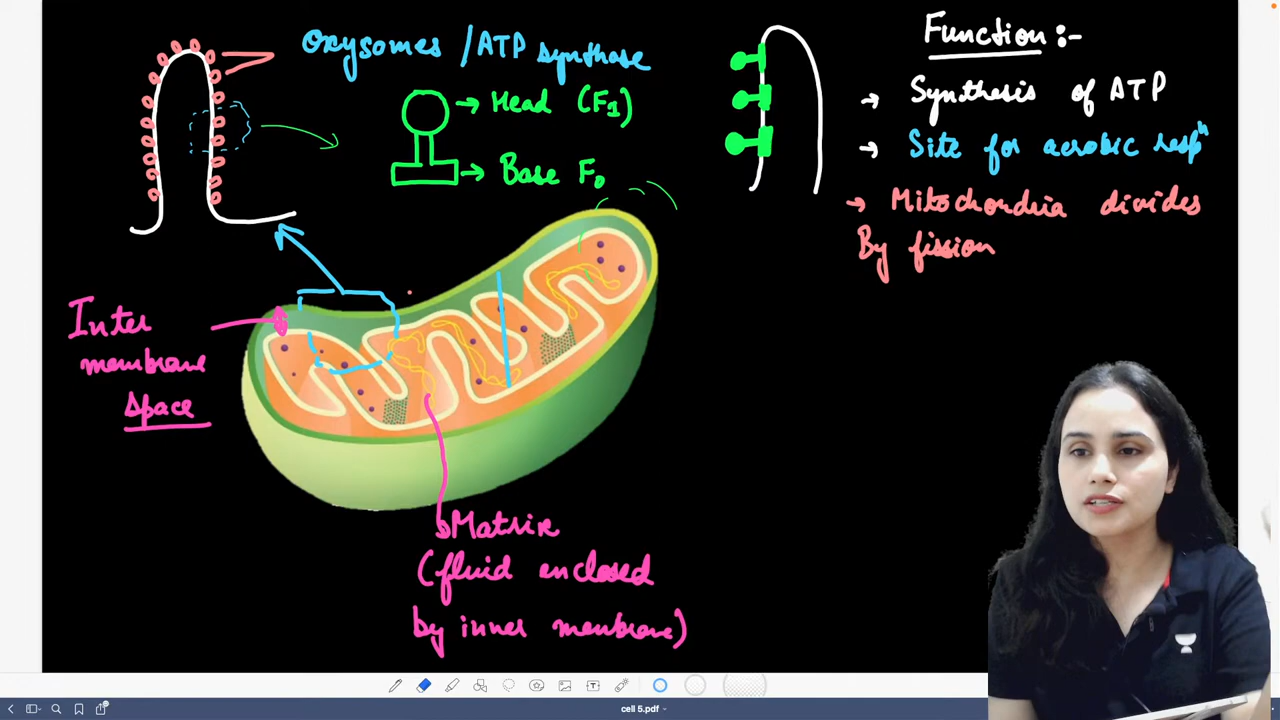 Oxysomes / ATP synthase
Head (F1)
Base F0
Function :-
Synthesis of ATP
Site for aerobic respⁿ
Mitochondria divides
By fission
Inter
membrane
Space
Matrix
(fluid enclosed
by inner membrane)
cell 5.pdf